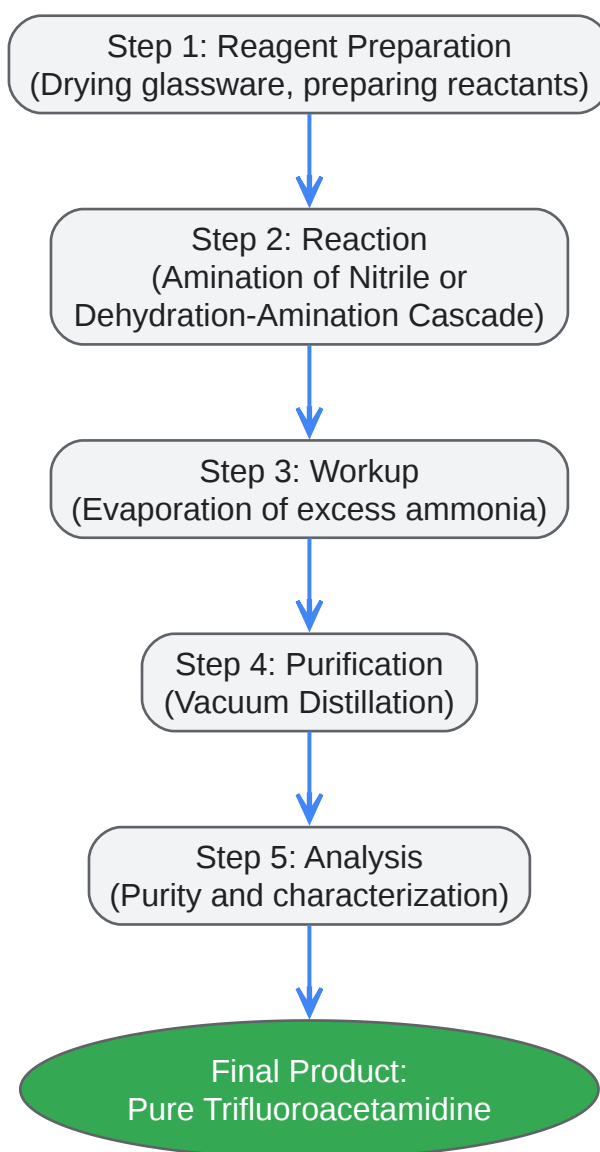 Step 1: Reagent Preparation
(Drying glassware, preparing reactants)
Step 2: Reaction
(Amination of Nitrile or
Dehydration-Amination Cascade)
Step 3: Workup
(Evaporation of excess ammonia)
Step 4: Purification
(Vacuum Distillation)
Step 5: Analysis
(Purity and characterization)
Final Product:
Pure Trifluoroacetamidine